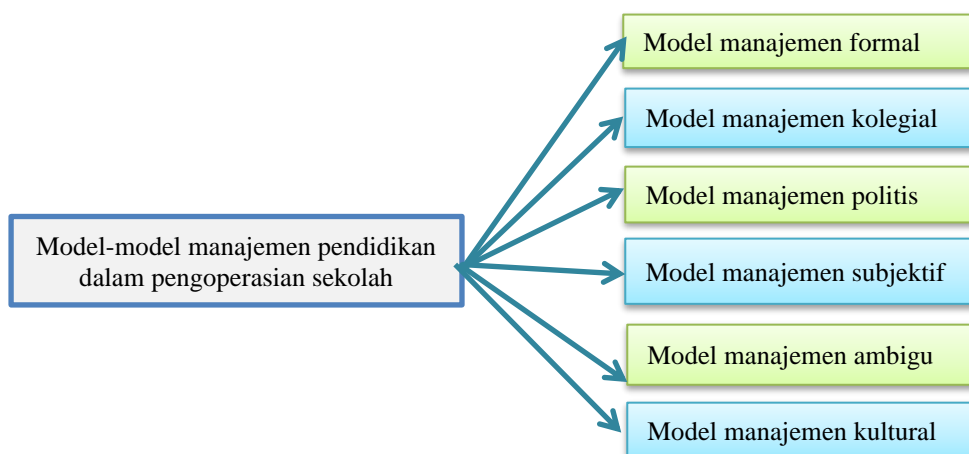 Model-model manajemen pendidikan
dalam pengoperasian sekolah
Model manajemen formal
Model manajemen kolegial
Model manajemen politis
Model manajemen subjektif
Model manajemen ambigu
Model manajemen kultural